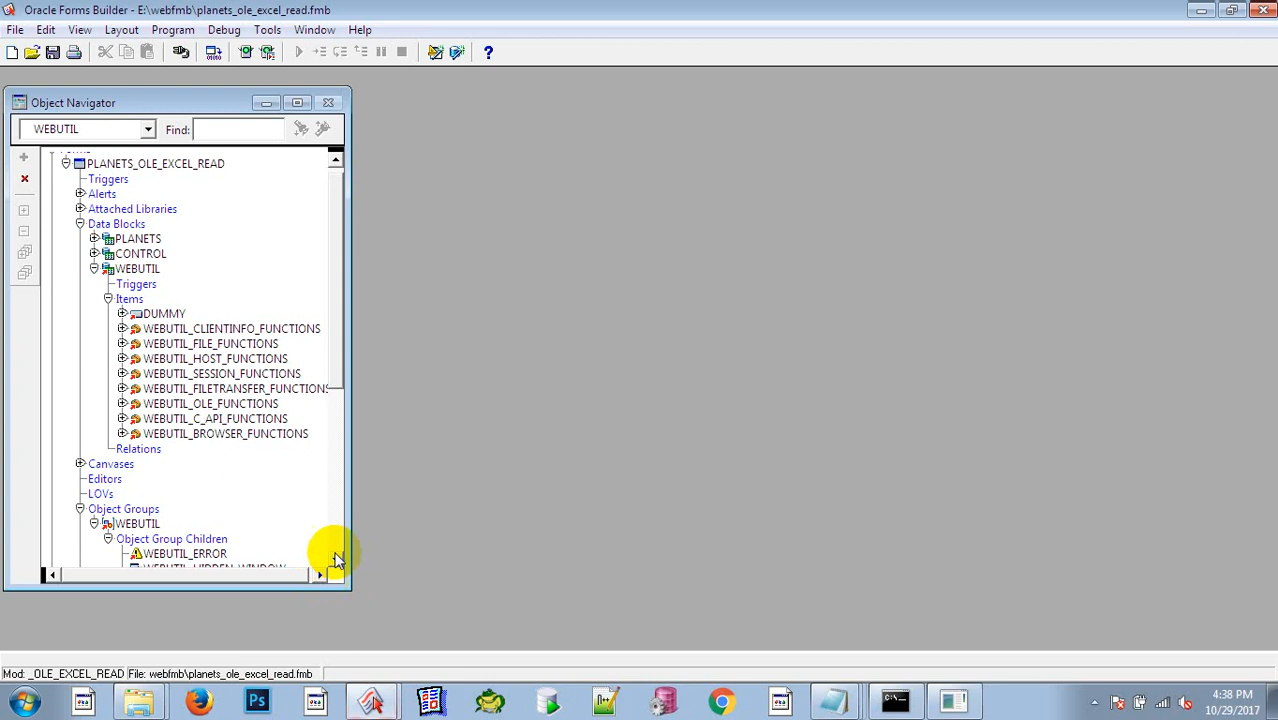 Oracle Forms Builder - E:\webfmb\planets_ole_excel_read.fmb
File Edit View Layout Program Tools Debug Window Help
Object Navigator
WEBUTIL Find:
PLANETS_OLE_EXCEL_READ
Triggers
Alerts
Attached Libraries
Data Blocks
PLANETS
CONTROL
WEBUTIL
Triggers
Items
DUMMY
WEBUTIL_CLIENTINFO_FUNCTIONS
WEBUTIL_FILE_FUNCTIONS
WEBUTIL_HOST_FUNCTIONS
WEBUTIL_SESSION_FUNCTIONS
WEBUTIL_FILETRANSFER_FUNCTIONS
WEBUTIL_OLE_FUNCTIONS
WEBUTIL_C_API_FUNCTIONS
WEBUTIL_BROWSER_FUNCTIONS
Relations
Canvases
Editors
LOVs
Object Groups
WEBUTIL
Object Group Children
WEBUTIL_ERROR
WEBUTIL_HIDDEN_WINDOW
Mod: _OLE_EXCEL_READ File: webfmb\planets_ole_excel_read.fmb
Ps
4:38 PM
10/29/2017